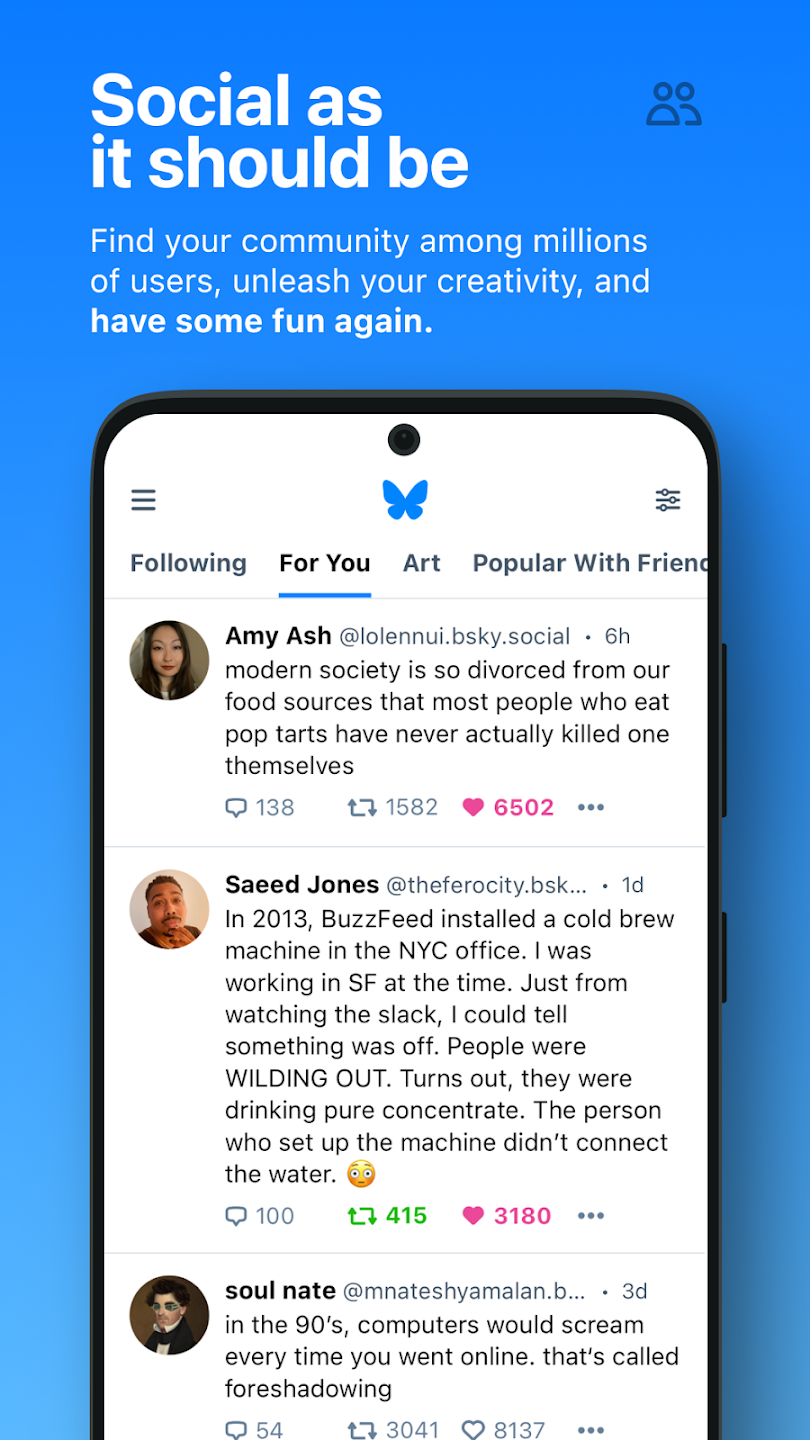 Social as
it should be
Find your community among millions
of users, unleash your creativity, and
have some fun again.
Following For You Art Popular With Friend
Amy Ash @lolennui.bsky.social · 6h
modern society is so divorced from our
food sources that most people who eat
pop tarts have never actually killed one
themselves
138 1582 6502
Saeed Jones @theferocity.bsk... · 1d
In 2013, BuzzFeed installed a cold brew
machine in the NYC office. I was
working in SF at the time. Just from
watching the slack, I could tell
something was off. People were
WILDING OUT. Turns out, they were
drinking pure concentrate. The person
who set up the machine didn’t connect
the water. 😳
100 415 3180
soul nate @mnateshyamalan.b... · 3d
in the 90’s, computers would scream
every time you went online. that‘s called
foreshadowing
54 3041 8137